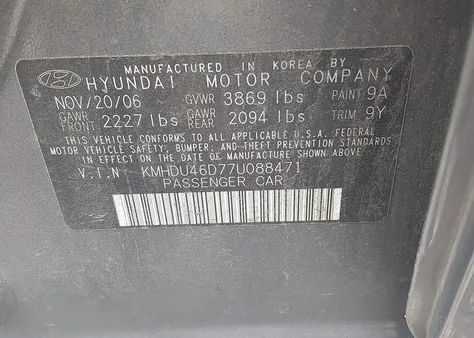 MANUFACTURED IN KOREA BY
HYUNDAI MOTOR COMPANY
NOV/20/06 GVWR 3869 lbs PAINT 9A
GAWR FRONT 2227 lbs GAWR REAR 2094 lbs TRIM 9Y
THIS VEHICLE CONFORMS TO ALL APPLICABLE U.S.A. FEDERAL
MOTOR VEHICLE SAFETY, BUMPER, AND THEFT PREVENTION STANDARDS
IN EFFECT ON THE DATE OF MANUFACTURE SHOWN ABOVE.
V.I.N KMHDU46D77U088471
PASSENGER CAR